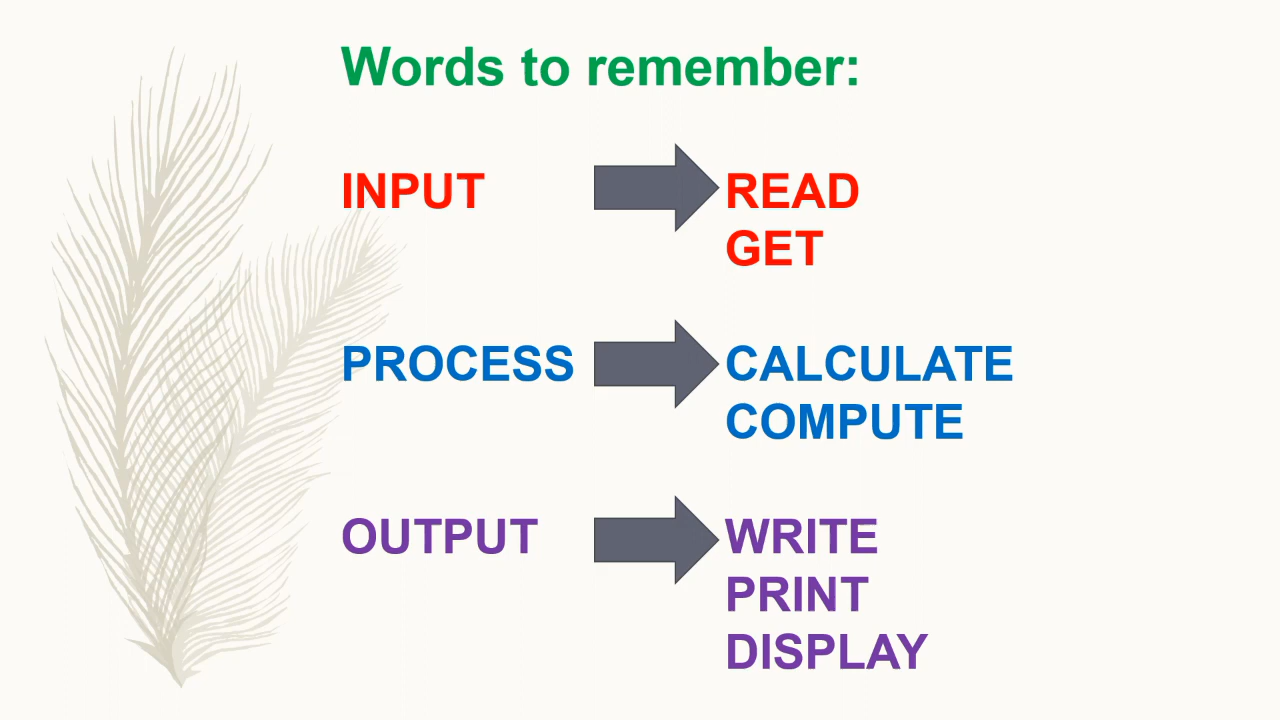 Words to remember:
INPUT READ
GET
PROCESS CALCULATE
COMPUTE
OUTPUT WRITE
PRINT
DISPLAY